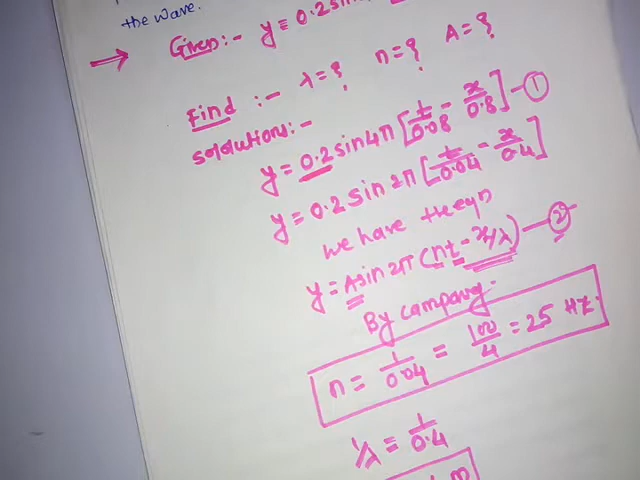 the wave.
→ Given:- y = 0.2 sin
Find :- λ = ? n = ? A = ?
Solution:-
y = 0.2 sin 4π [t/0.08 - x/0.8] - ①
y = 0.2 sin 2π [t/0.04 - x/0.4]
we have the eqn
y = A sin 2π (nt - x/λ) - ②
By comparing.
n = 1/0.04 = 100/4 = 25 Hz.
1/λ = 1/0.4
m